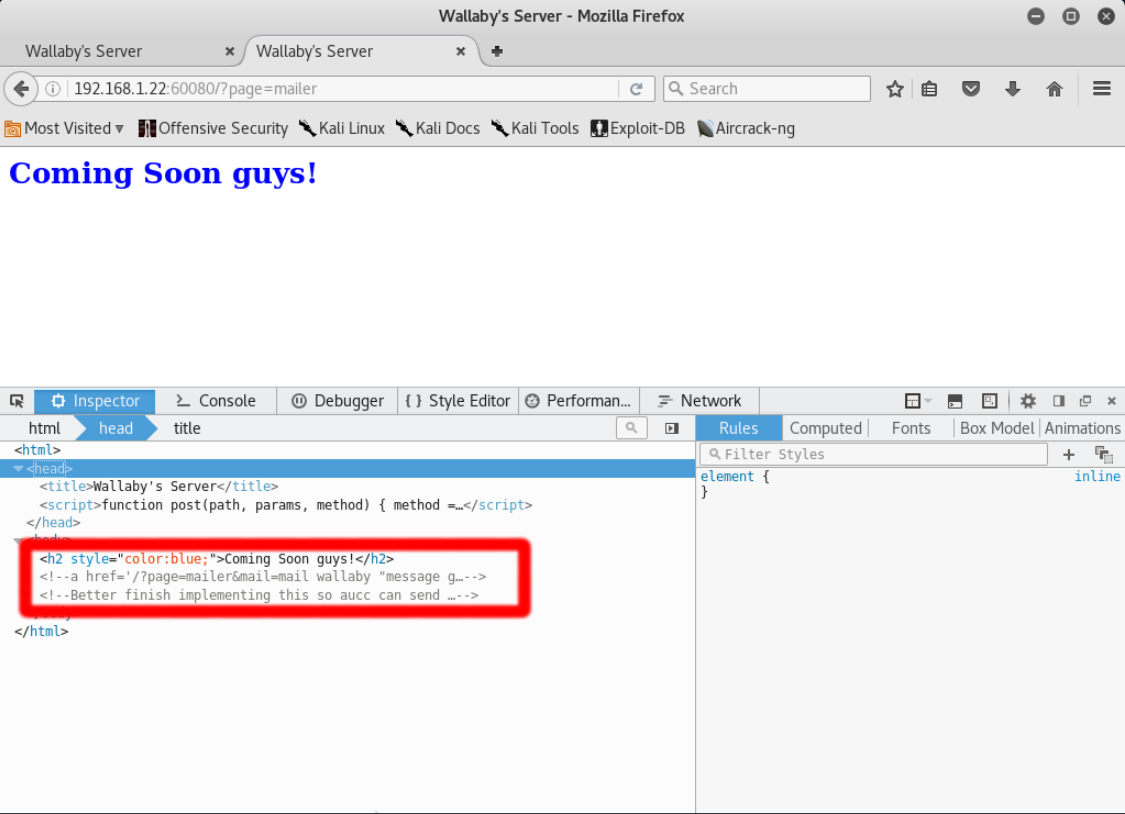 Wallaby's Server - Mozilla Firefox
Wallaby's Server Wallaby's Server
192.168.1.22:60080/?page=mailer Search
Most Visited Offensive Security Kali Linux Kali Docs Kali Tools Exploit-DB Aircrack-ng
Coming Soon guys!
Inspector Console Debugger Style Editor Performan... Network
html head title Rules Computed Fonts Box Model Animations
<html> Filter Styles
<head> element { inline
<title>Wallaby's Server</title> }
<script>function post(path, params, method) { method =…</script>
</head>
<body>
<h2 style="color:blue;">Coming Soon guys!</h2>
<!--a href='/?page=mailer&mail=mail wallaby "message g…-->
<!--Better finish implementing this so aucc can send …-->
</html>